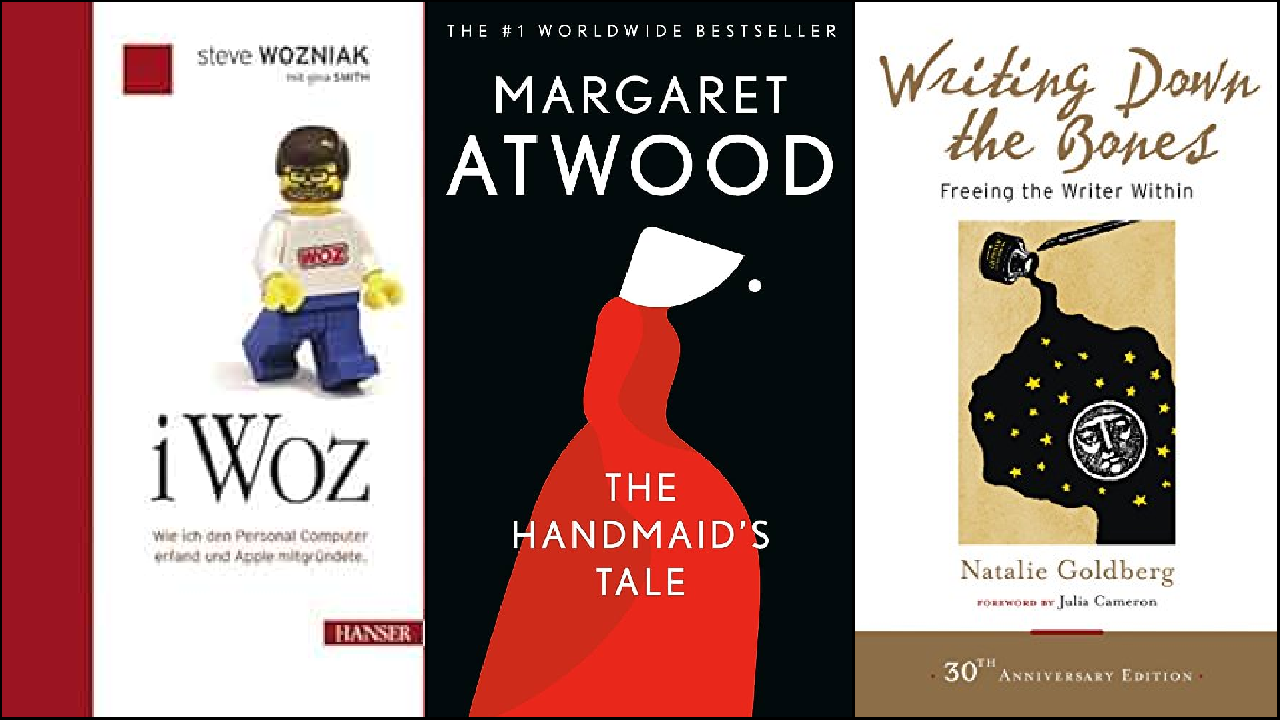 steve WOZNIAK
mit gina SMITH
WOZ
iWoz
Wie ich den Personal Computer
erfand und Apple mitgründete.
HANSER
THE #1 WORLDWIDE BESTSELLER
MARGARET
ATWOOD
THE
HANDMAID'S
TALE
Writing Down
the Bones
Freeing the Writer Within
Natalie Goldberg
FOREWORD BY Julia Cameron
30TH ANNIVERSARY EDITION